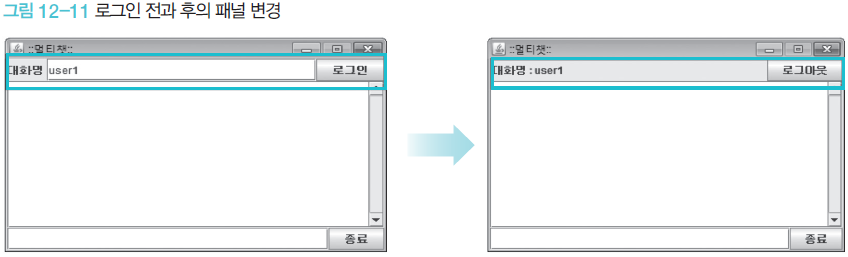 그림 12-11 로그인 전과 후의 패널 변경
::멀티챗::
대화명 user1 로그인
종료
::멀티챗::
대화명 : user1 로그아웃
종료